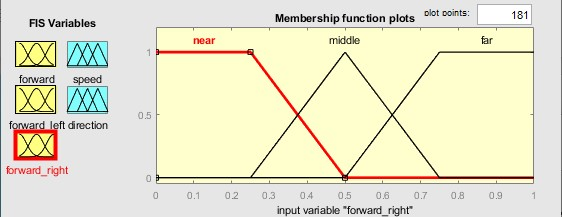 FIS Variables
forward
speed
forward_left
direction
forward_right
Membership function plots
plot points:
181
near
middle
far
1
0.5
0
0
0.1
0.2
0.3
0.4
0.5
0.6
0.7
0.8
0.9
1
input variable "forward_right"